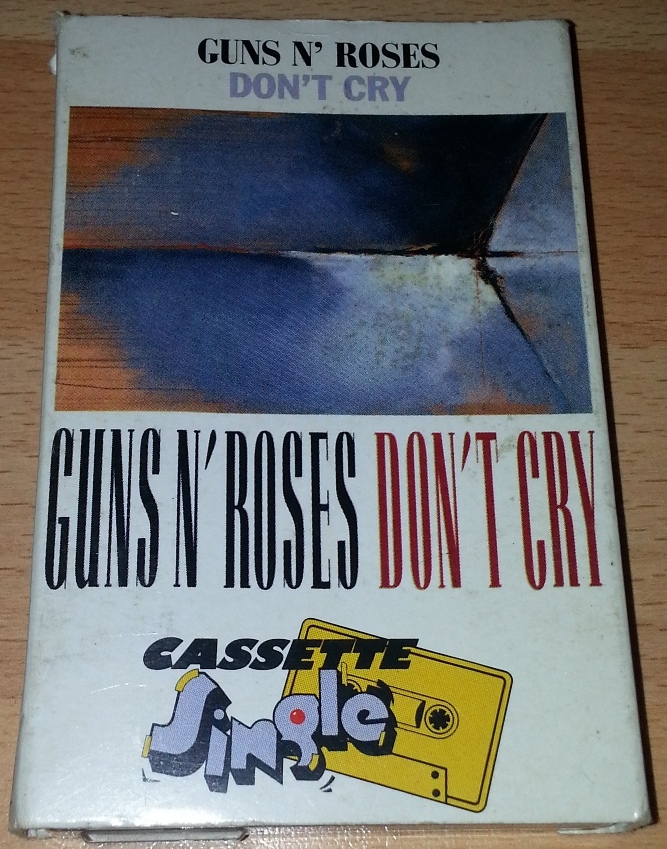 GUNS N' ROSES
DON'T CRY
GUNS N' ROSES DON'T CRY
CASSETTE
Single